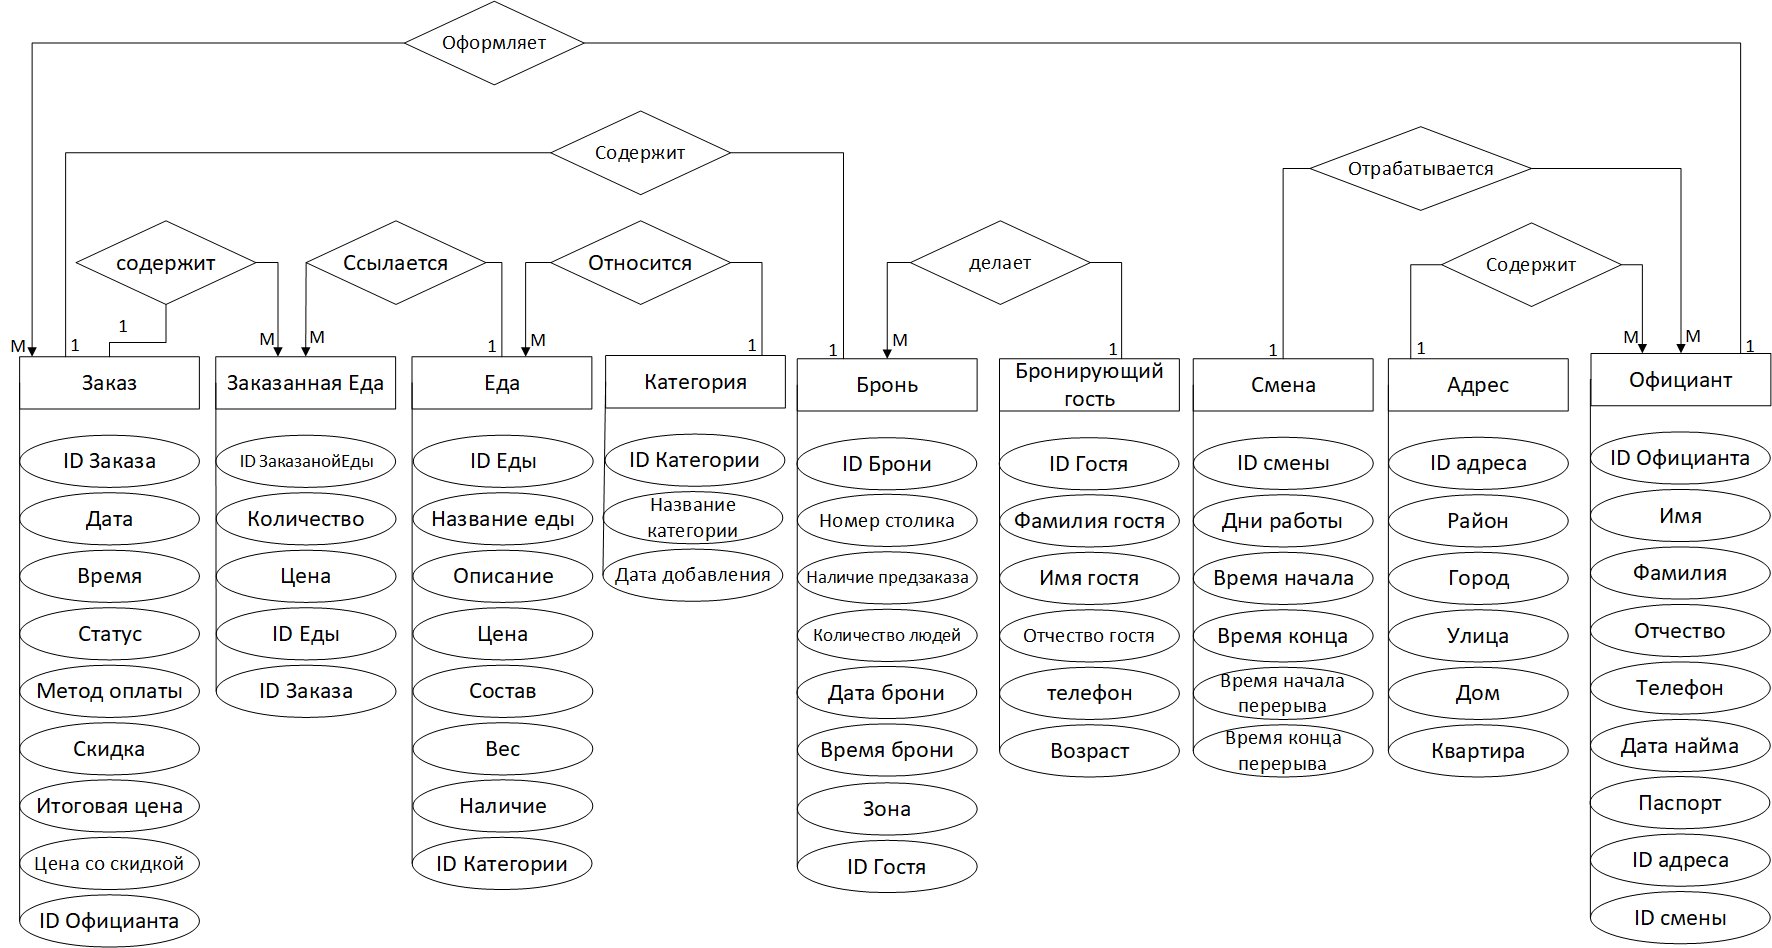 Оформляет
Содержит
Отрабатывается
содержит
Ссылается
Относится
делает
Содержит
М
1
1
М
М
1
М
1
1
М
1
1
1
М
М
1
Заказ
Заказанная Еда
Еда
Категория
Бронь
Бронирующий
гость
Смена
Адрес
Официант
ID Заказа
Дата
Время
Статус
Метод оплаты
Скидка
Итоговая цена
Цена со скидкой
ID Официанта
ID ЗаказанойЕды
Количество
Цена
ID Еды
ID Заказа
ID Еды
Название еды
Описание
Цена
Состав
Вес
Наличие
ID Категории
ID Категории
Название
категории
Дата добавления
ID Брони
Номер столика
Наличие предзаказа
Количество людей
Дата брони
Время брони
Зона
ID Гостя
ID Гостя
Фамилия гостя
Имя гостя
Отчество гостя
телефон
Возраст
ID смены
Дни работы
Время начала
Время конца
Время начала
перерыва
Время конца
перерыва
ID адреса
Район
Город
Улица
Дом
Квартира
ID Официанта
Имя
Фамилия
Отчество
Телефон
Дата найма
Паспорт
ID адреса
ID смены